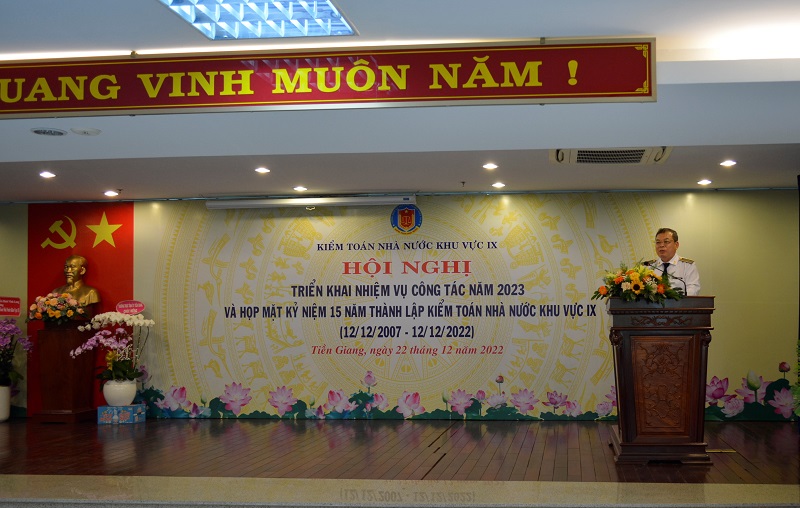 UANG VINH MUÔN NĂM !
KIỂM TOÁN NHÀ NƯỚC KHU VỰC IX
HỘI NGHỊ
TRIỂN KHAI NHIỆM VỤ CÔNG TÁC NĂM 2023
VÀ HỌP MẶT KỶ NIỆM 15 NĂM THÀNH LẬP KIỂM TOÁN NHÀ NƯỚC KHU VỰC IX
(12/12/2007 - 12/12/2022)
Tiền Giang, ngày 22 tháng 12 năm 2022